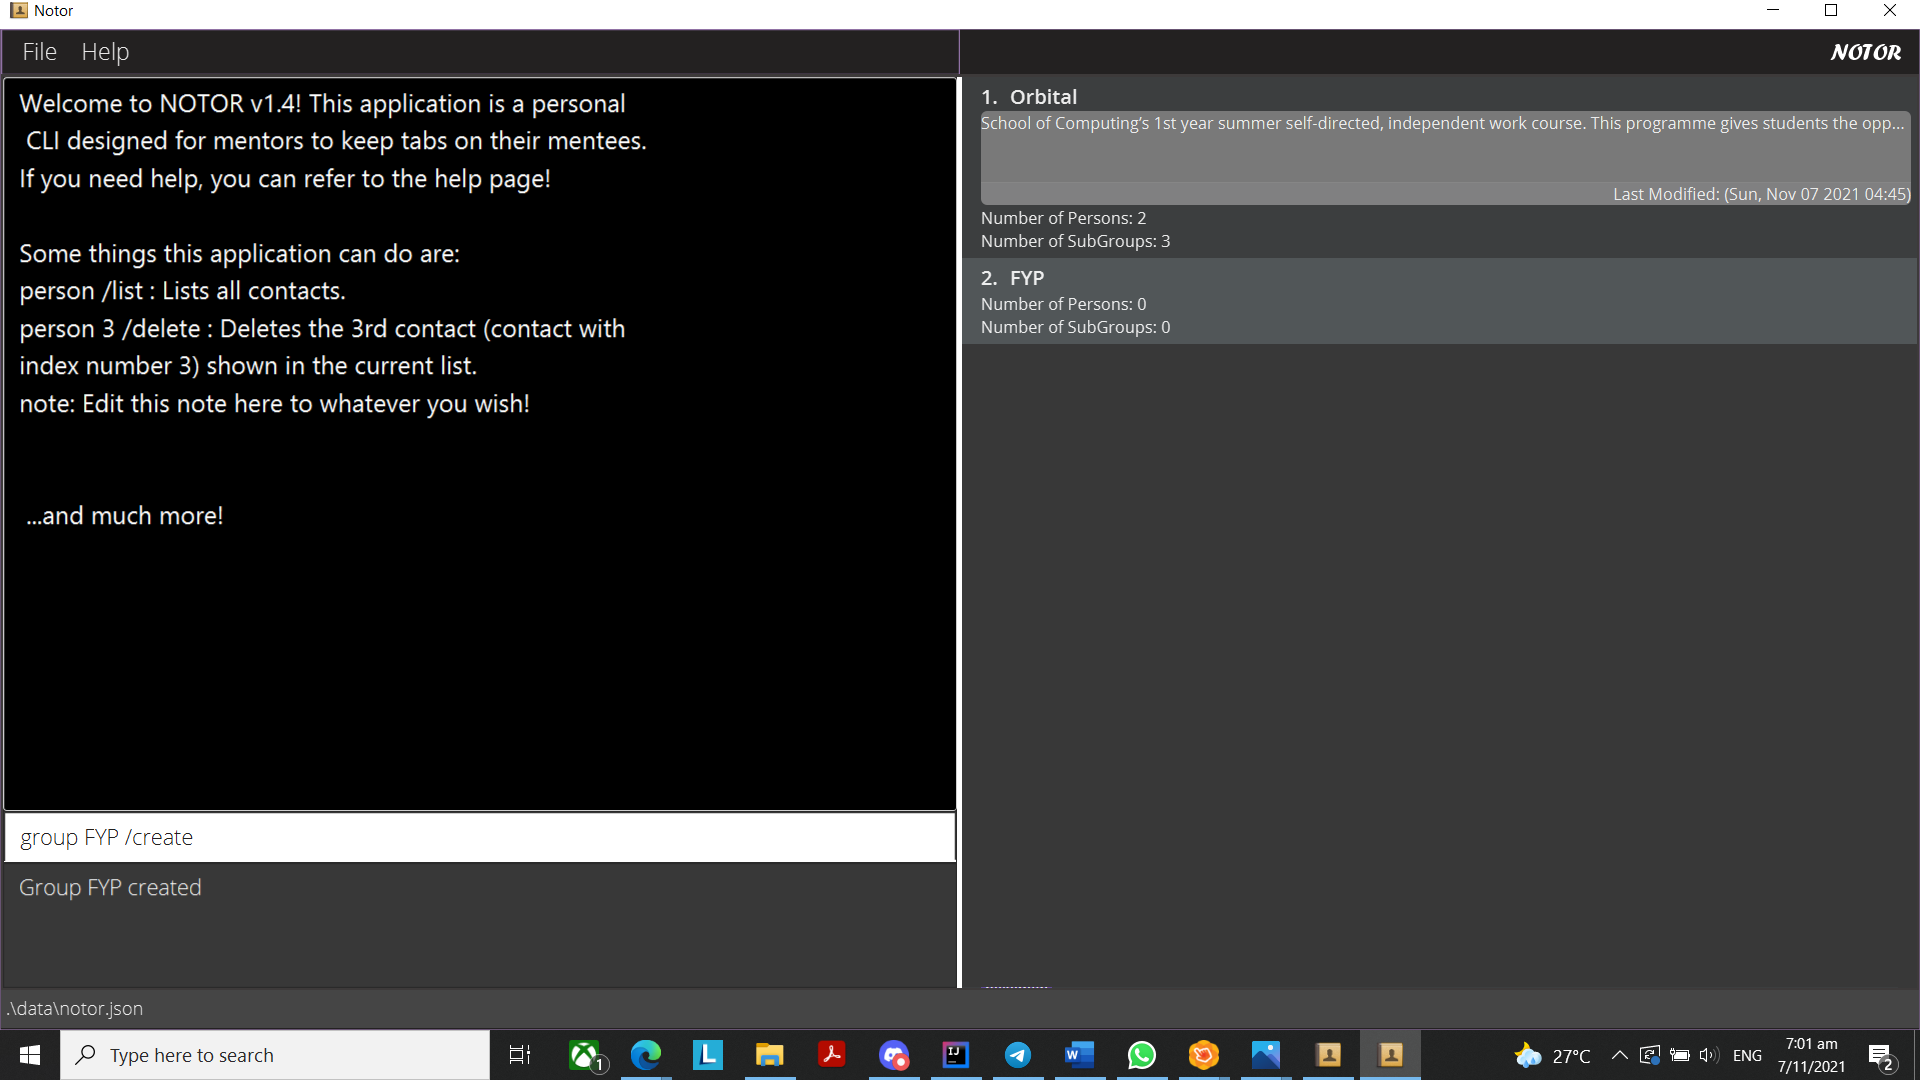 Notor
File Help
NOTOR
Welcome to NOTOR v1.4! This application is a personal
CLI designed for mentors to keep tabs on their mentees.
If you need help, you can refer to the help page!
Some things this application can do are:
person /list : Lists all contacts.
person 3 /delete : Deletes the 3rd contact (contact with
index number 3) shown in the current list.
note: Edit this note here to whatever you wish!
...and much more!
group FYP /create
Group FYP created
1. Orbital
School of Computing's 1st year summer self-directed, independent work course. This programme gives students the opp...
Last Modified: (Sun, Nov 07 2021 04:45)
Number of Persons: 2
Number of SubGroups: 3
2. FYP
Number of Persons: 0
Number of SubGroups: 0
.\data\notor.json
Type here to search
1
L
IJ
W
27°C
ENG
7:01 am
7/11/2021
2